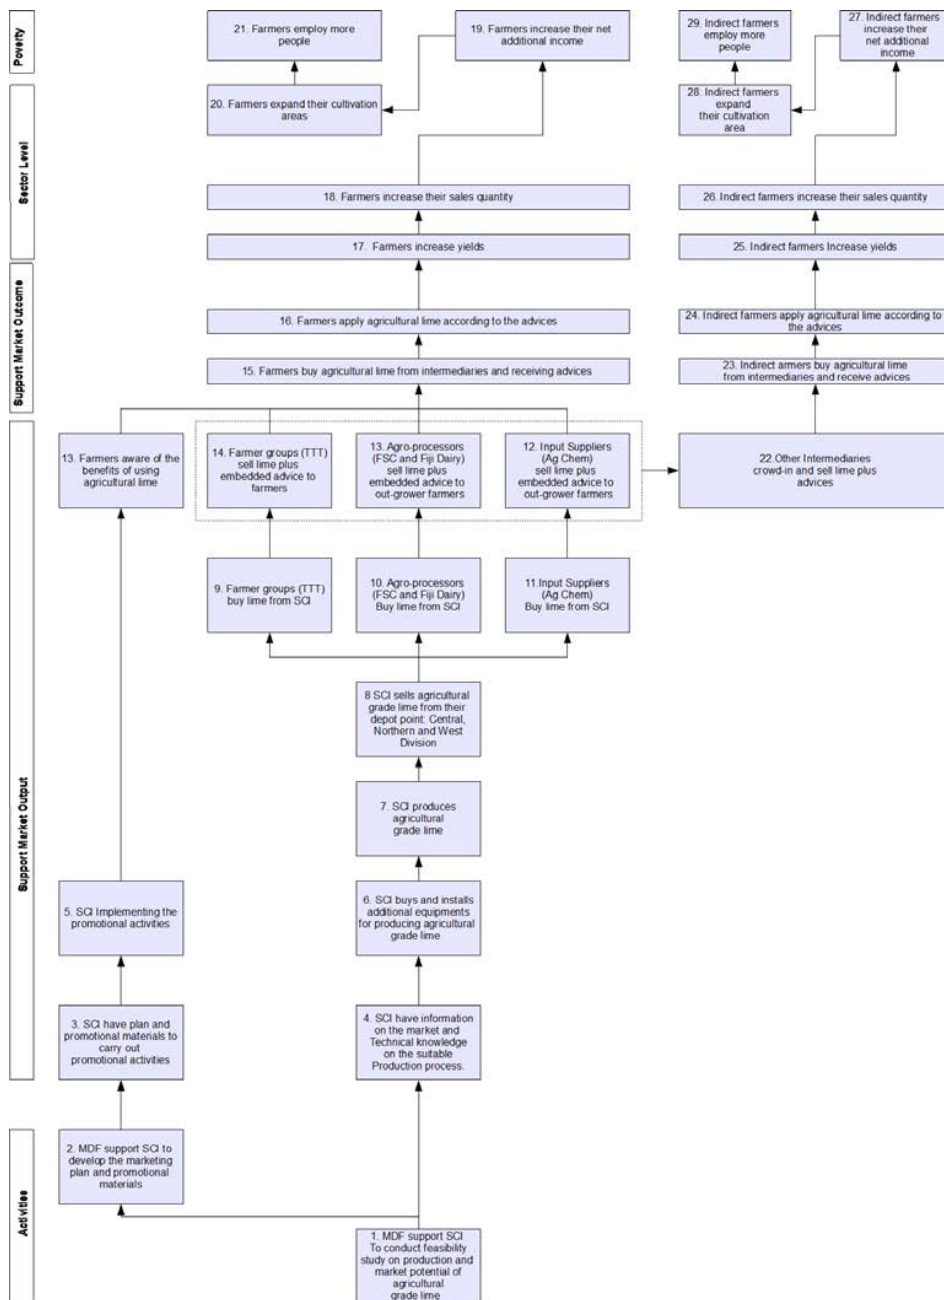 Poverty
21. Farmers employ more
people
19. Farmers increase their net
additional income
29. Indirect farmers
employ more
people
27. Indirect farmers
increase their
net additional
income
20. Farmers expand their cultivation
areas
28. Indirect farmers
expand
their cultivation
area
Sector Level
18. Farmers increase their sales quantity
26. Indirect farmers increase their sales quantity
17. Farmers increase yields
25. Indirect farmers Increase yields
Support Market Outcome
16. Farmers apply agricultural lime according to the advices
24. Indirect farmers apply agricultural lime according to
the advices
15. Farmers buy agricultural lime from intermediaries and receiving advices
23. Indirect armers buy agricultural lime
from intermediaries and receive advices
Support Market Output
13. Farmers aware of the
benefits of using
agricultural lime
14. Farmer groups (TTT)
sell lime plus
embedded advice to
farmers
13. Agro-processors
(FSC and Fiji Dairy)
sell lime plus
embedded advice to
out-grower farmers
12. Input Suppliers
(Ag Chem)
sell lime plus
embedded advice to
out-grower farmers
22.Other Intermediaries
crowd-in and sell lime plus
advices
9. Farmer groups (TTT)
buy lime from SCI
10. Agro-processors
(FSC and Fiji Dairy)
Buy lime from SCI
11.Input Suppliers
(Ag Chem)
Buy lime from SCI
8 SCI sells agricultural
grade lime from their
depot point: Central,
Northern and West
Division
7. SCI produces
agricultural
grade lime
5. SCI Implementing the
promotional activities
6. SCI buys and installs
additional equipments
for producing agricultural
grade lime
3. SCI have plan and
promotional materials to
carry out
promotional activities
4. SCI have information
on the market and
Technical knowledge
on the suitable
Production process.
Activities
2. MDF support SCI to
develop the marketing
plan and promotional
materials
1. MDF support SCI
To conduct feasibility
study on production and
market potential of
agricultural
grade lime